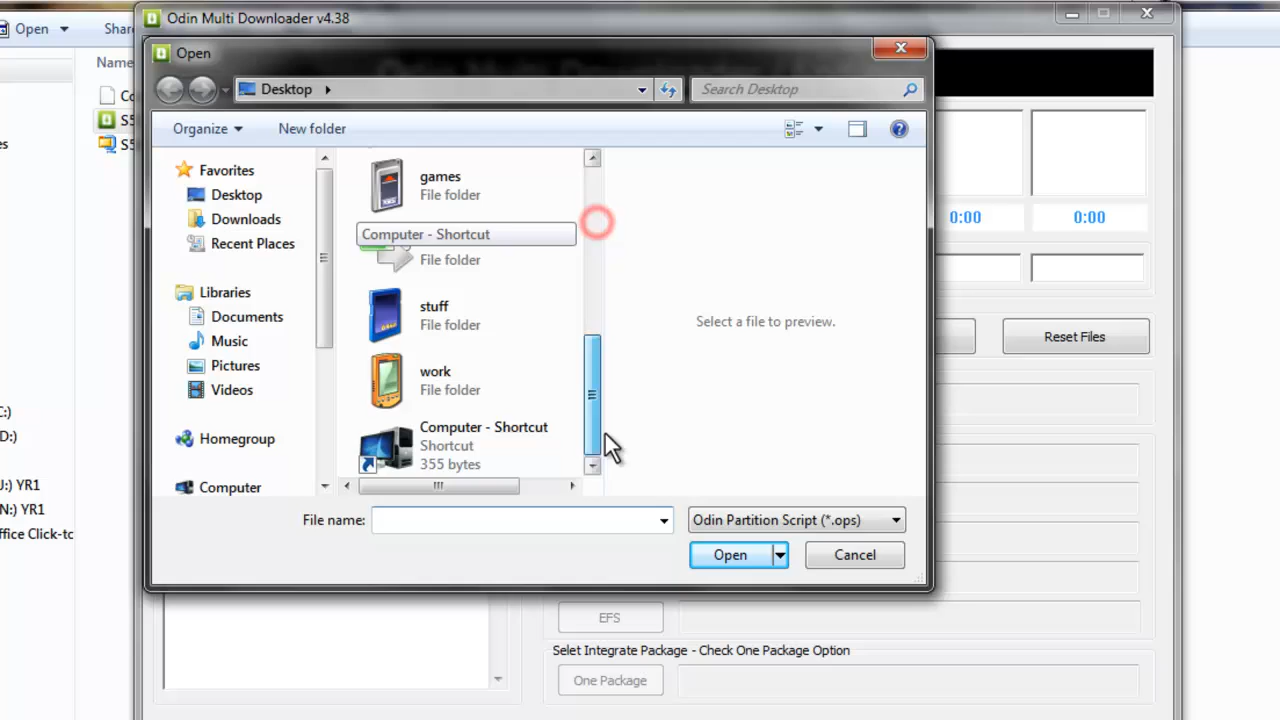 Open
Share
Odin Multi Downloader v4.38
Open
Desktop
Search Desktop
Organize
New folder
Name
Co
S5
S5
Favorites
Desktop
Downloads
Recent Places
Libraries
Documents
Music
Pictures
Videos
Homegroup
Computer
games
File folder
Computer - Shortcut
File folder
stuff
File folder
work
File folder
Computer - Shortcut
Shortcut
355 bytes
Select a file to preview.
File name:
Odin Partition Script (*.ops)
Open
Cancel
0:00
0:00
Reset Files
EFS
Selet Integrate Package - Check One Package Option
One Package
es
C:)
D:)
J:) YR1
N:) YR1
ffice Click-to